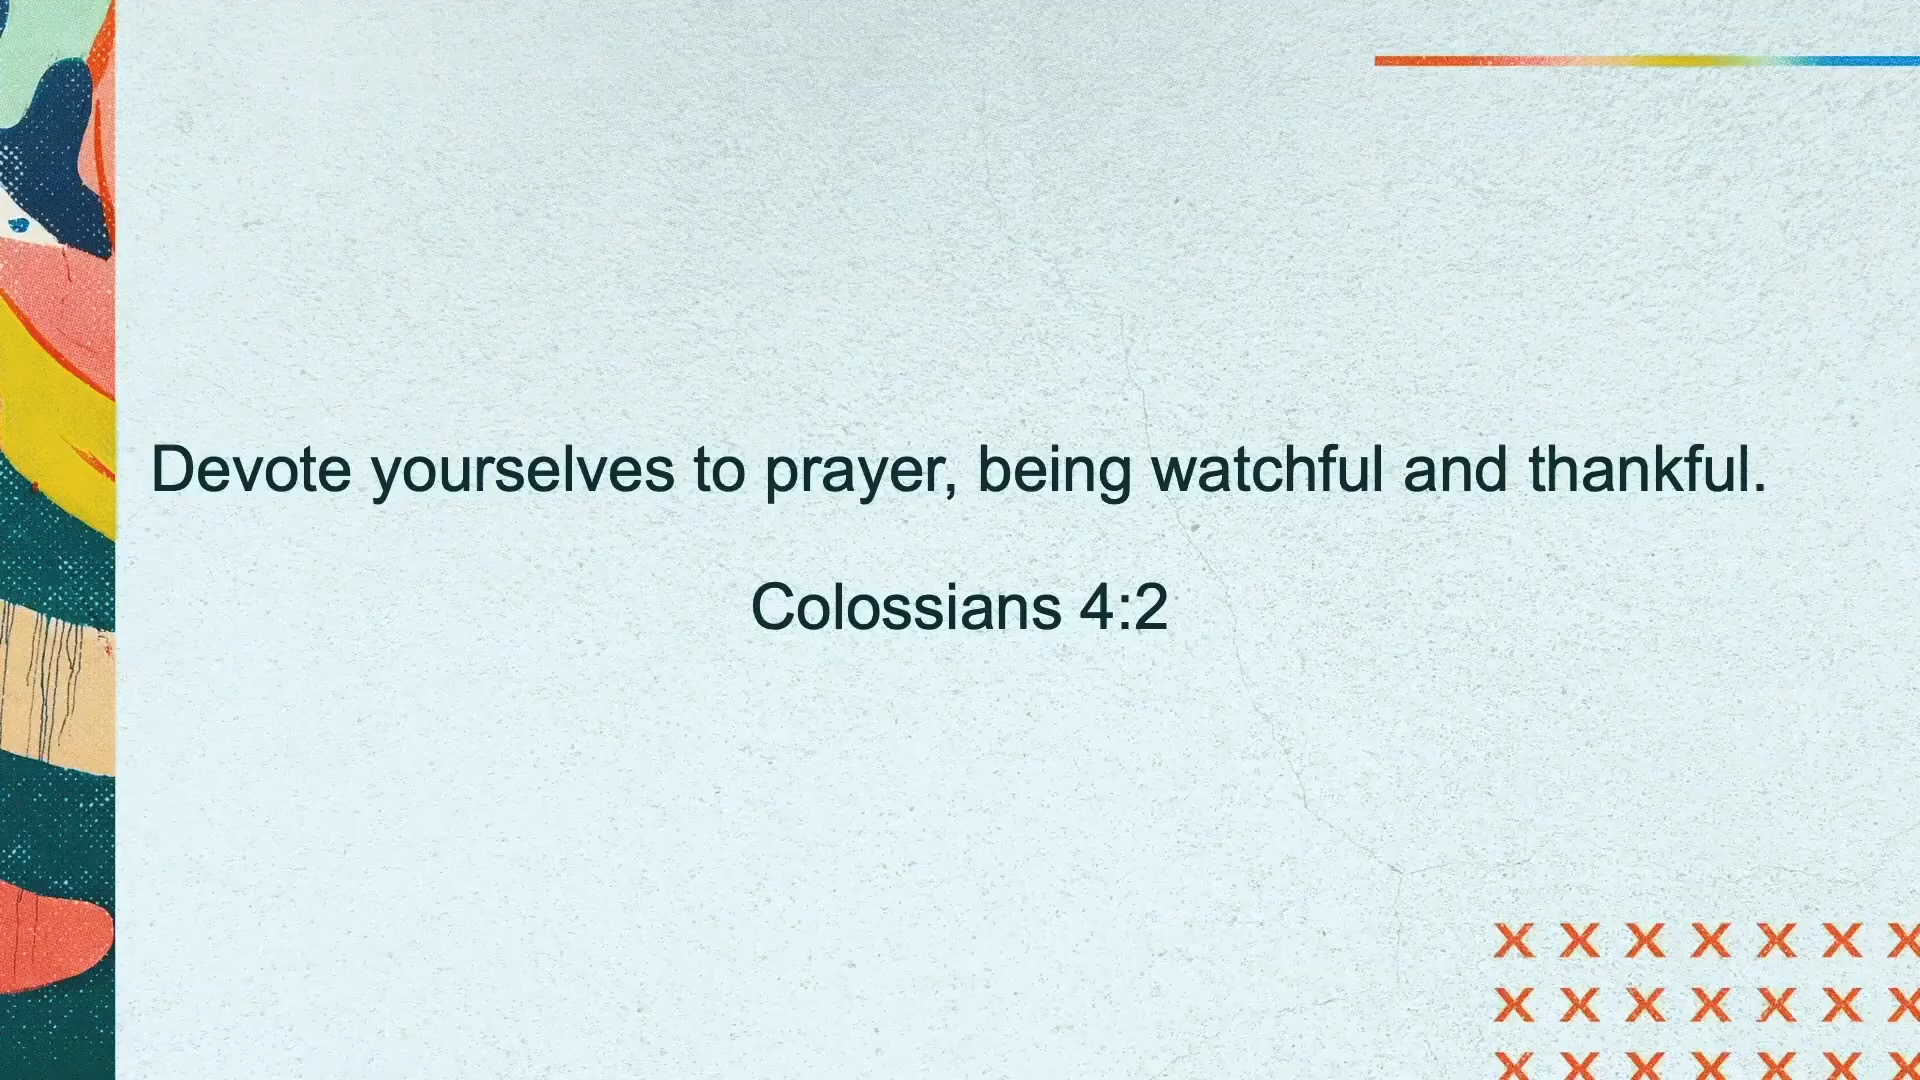 Devote yourselves to prayer, being watchful and thankful.
Colossians 4:2